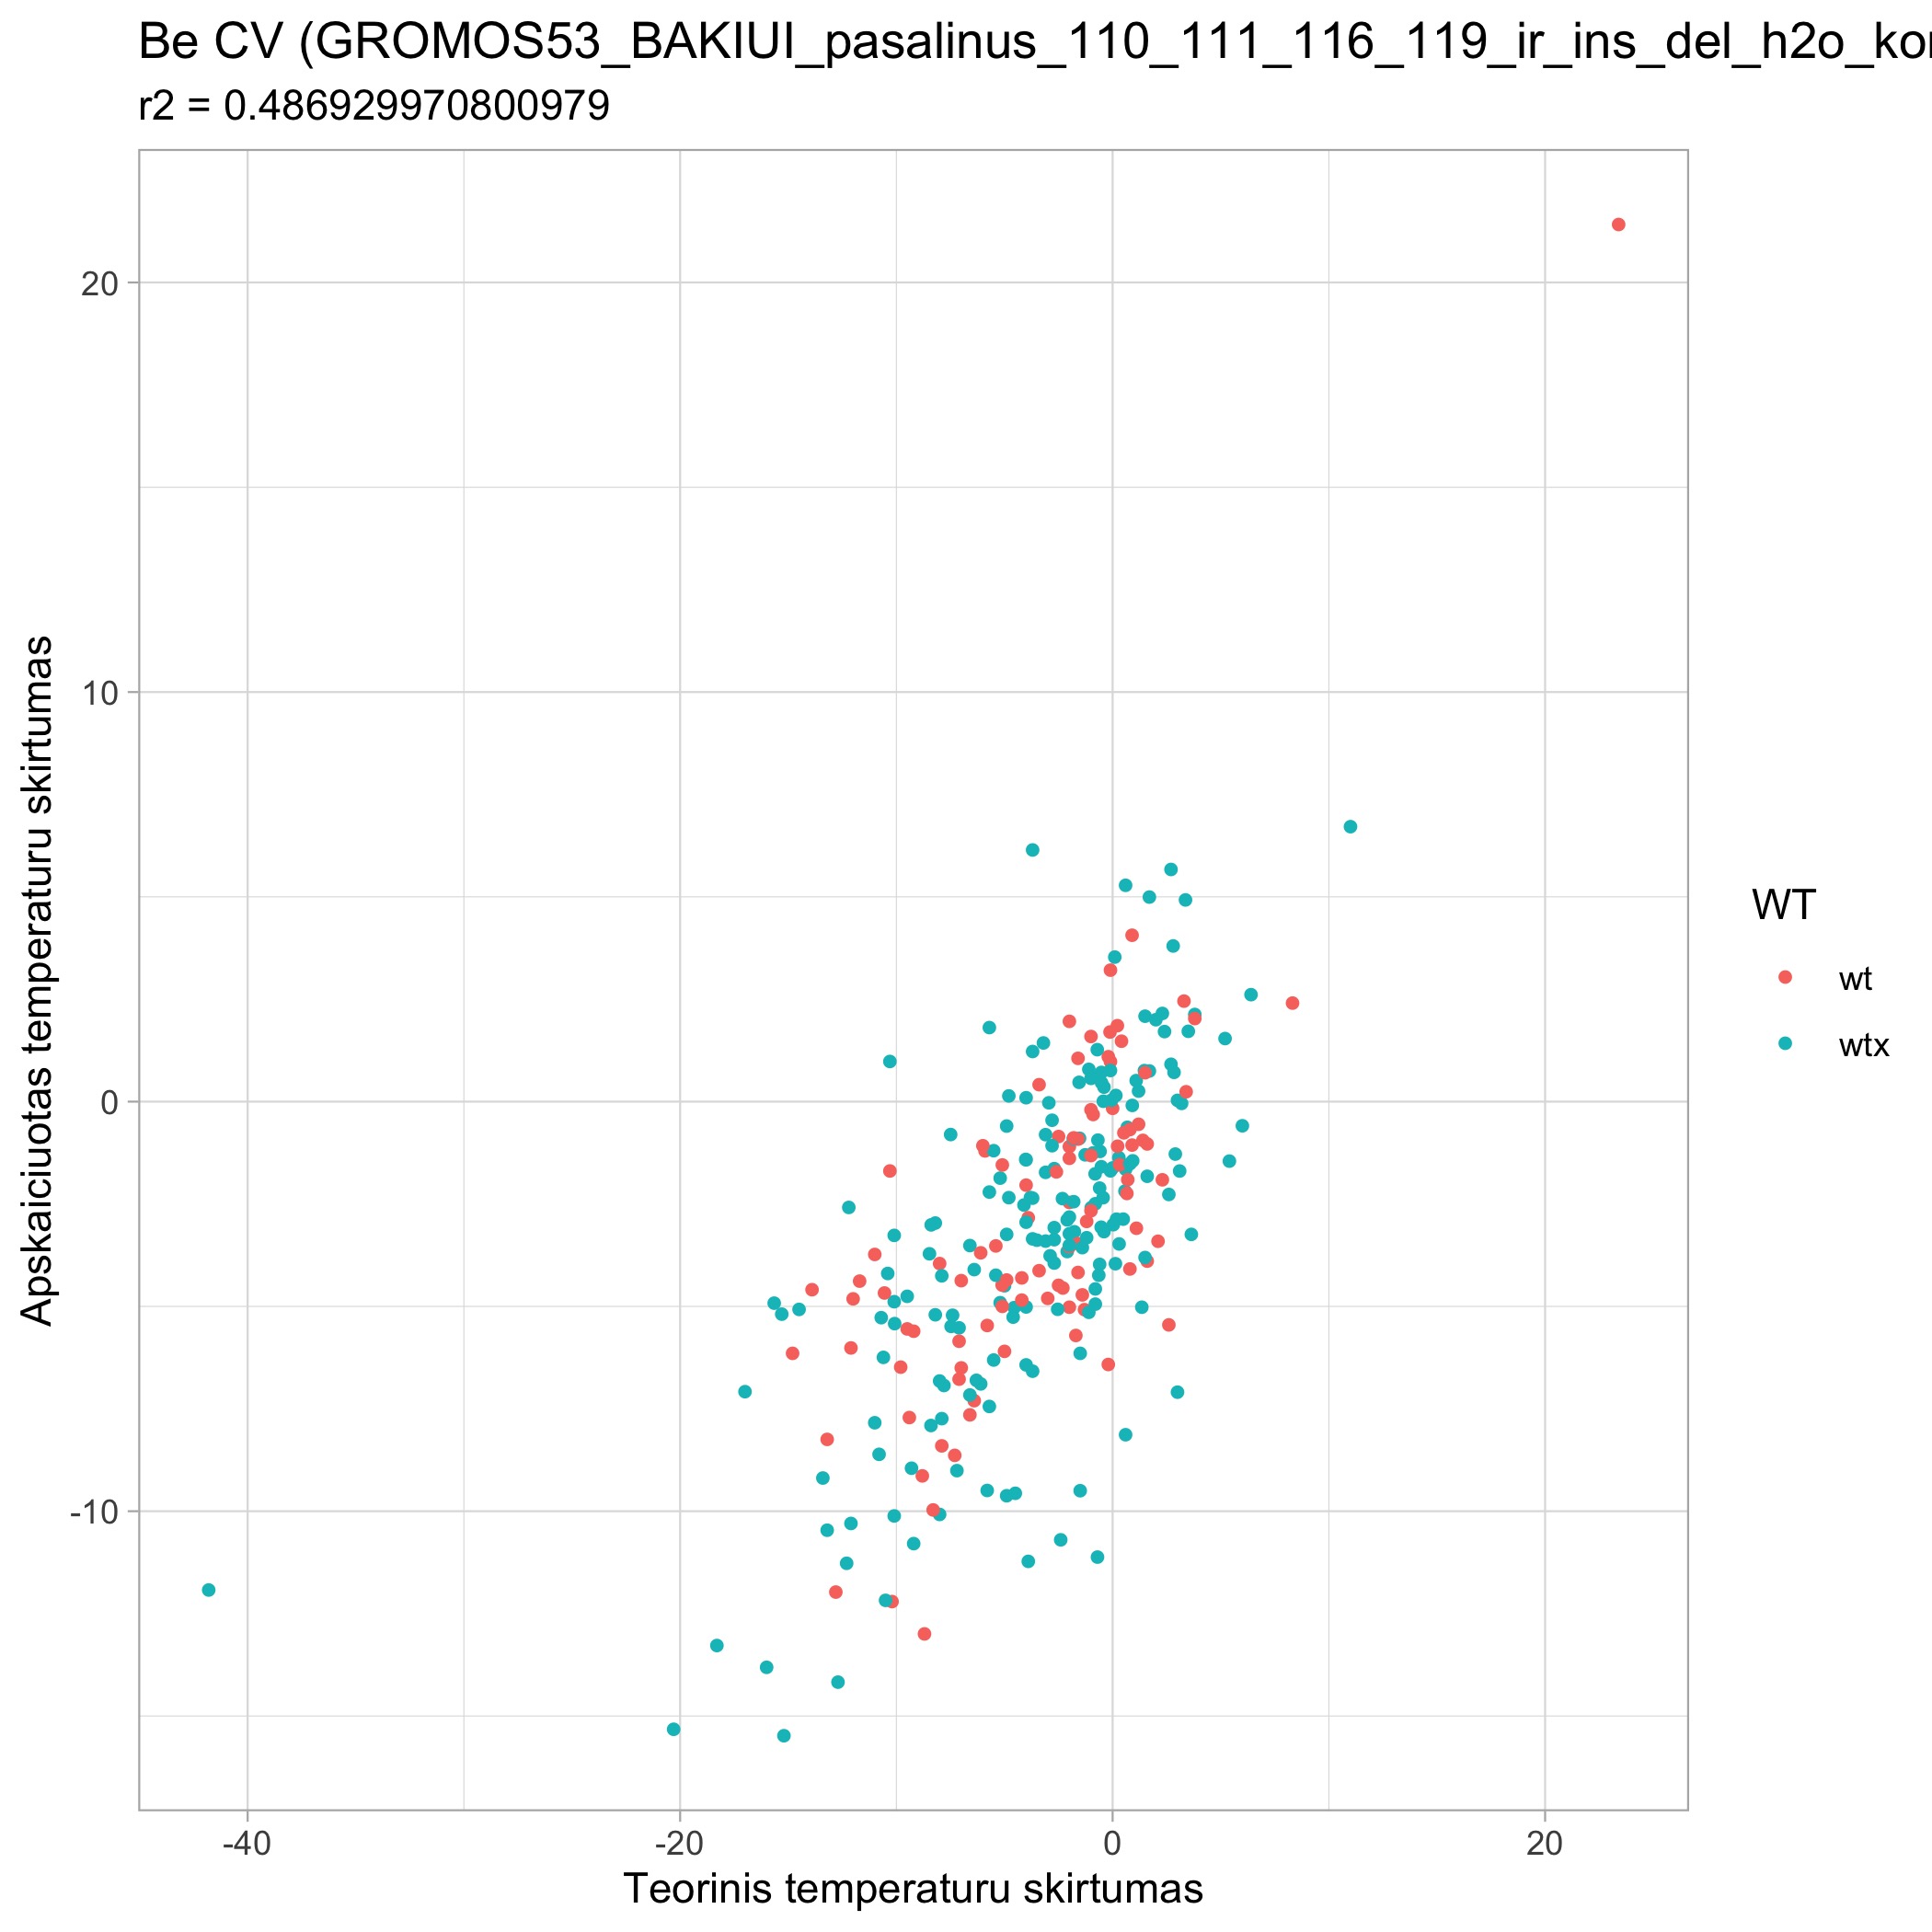 Be CV (GROMOS53_BAKIUI_pasalinus_110_111_116_119_ir_ins_del_h2o_ko
r2 = 0.486929970800979
20
10
0
-10
-40
-20
0
20
Teorinis temperaturu skirtumas
Apskaiciuotas temperaturu skirtumas
WT
wt
wtx